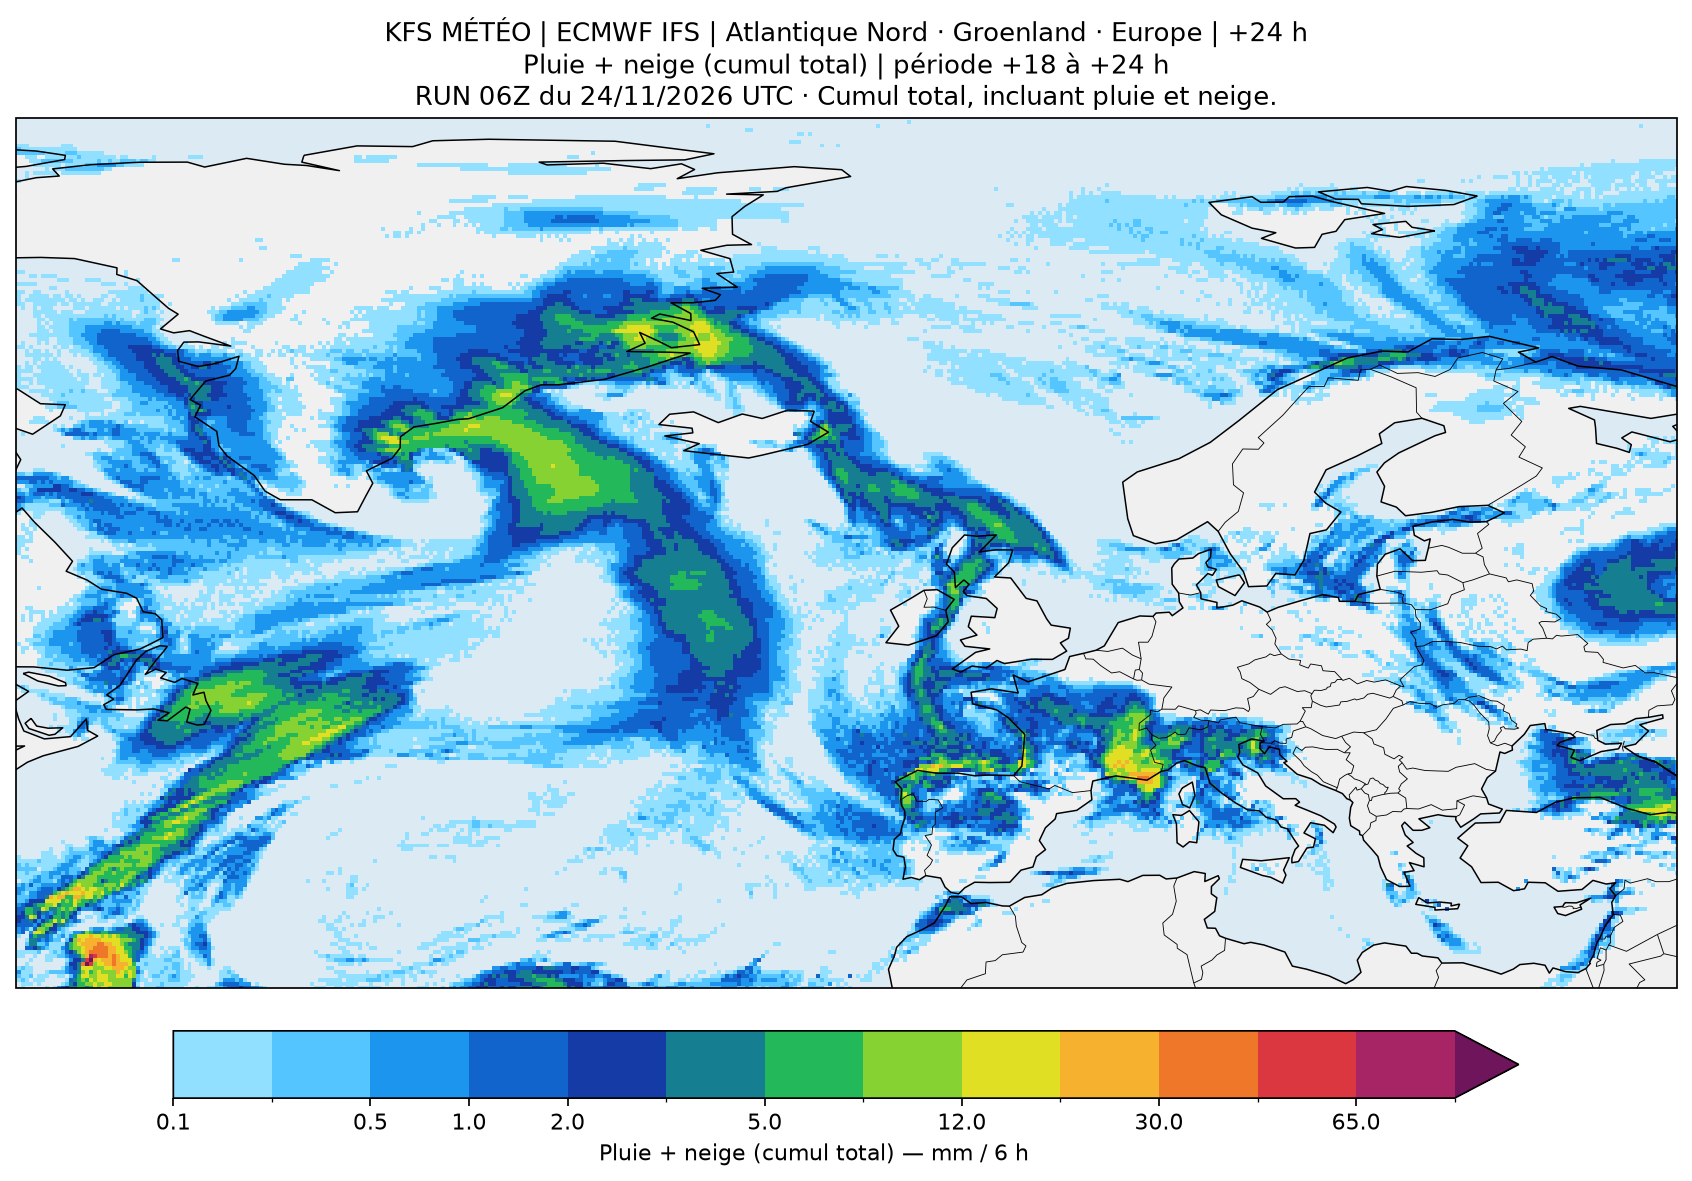 KFS MÉTÉO | ECMWF IFS | Atlantique Nord · Groenland · Europe | +24 h
Pluie + neige (cumul total) | période +18 à +24 h
RUN 06Z du 24/11/2026 UTC · Cumul total, incluant pluie et neige.
0.1 0.5 1.0 2.0 5.0 12.0 30.0 65.0
Pluie + neige (cumul total) — mm / 6 h